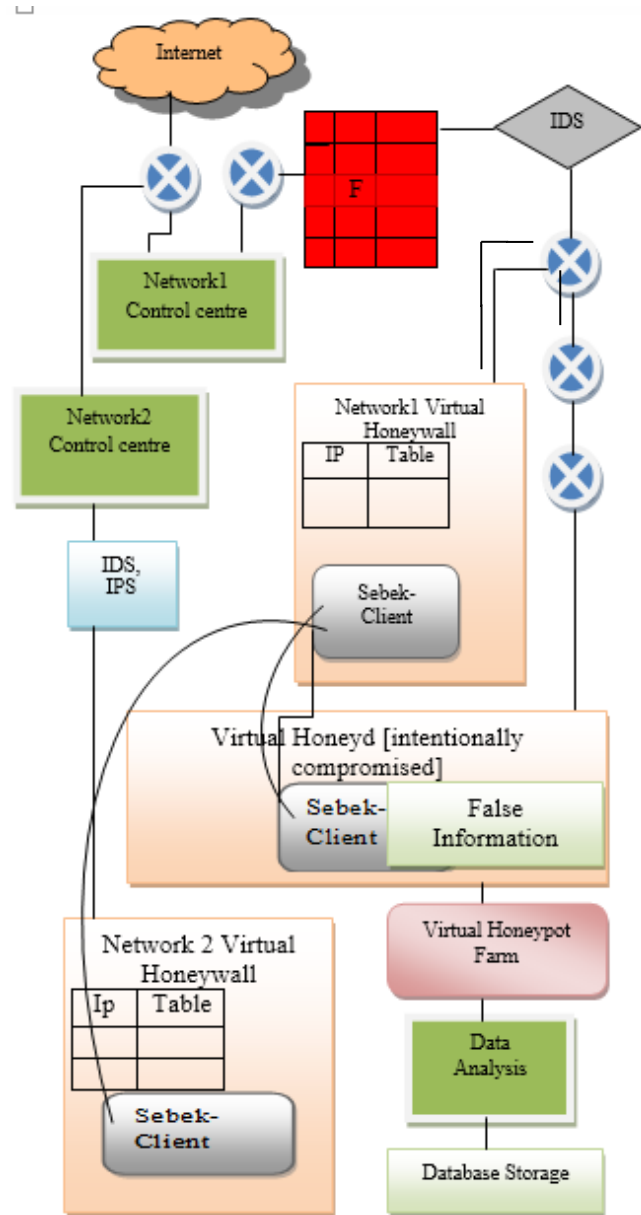 Internet
IDS
F
Network1
Control centre
Network2
Control centre
Network1 Virtual
Honeywall
IP Table
IDS,
IPS
Sebek-
Client
Virtual Honeyd [intentionally
compromised]
Sebek-
Client
False
Information
Network 2 Virtual
Honeywall
Ip Table
Sebek-
Client
Virtual Honeypot
Farm
Data
Analysis
Database Storage